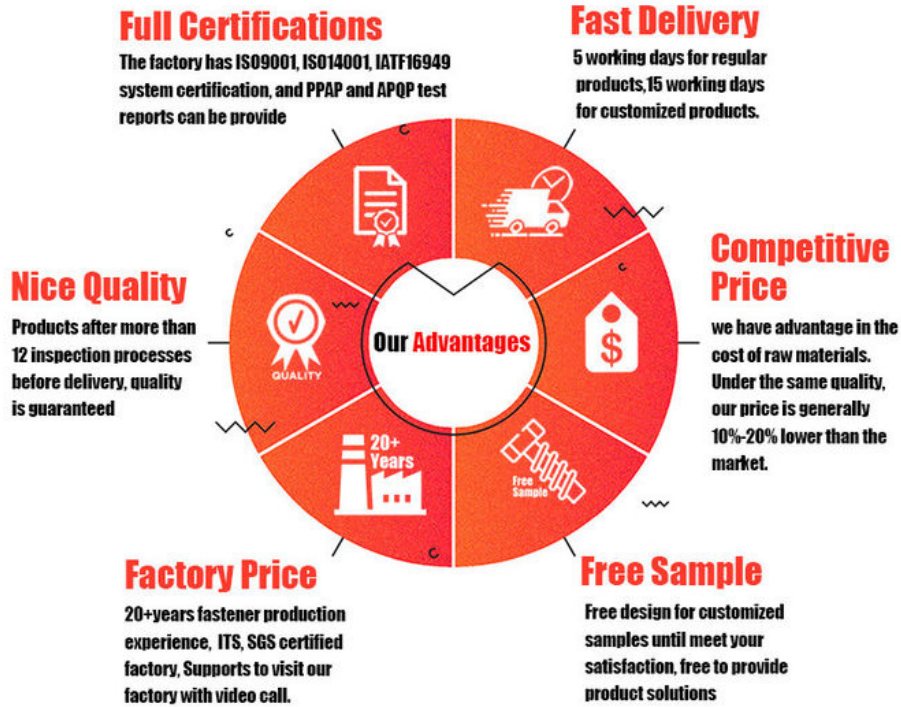 Full Certifications
The factory has ISO9001, ISO14001, IATF16949
system certification, and PPAP and APQP test
reports can be provide
Fast Delivery
5 working days for regular
products,15 working days
for customized products.
Nice Quality
Products after more than
12 inspection processes
before delivery, quality
is guaranteed
QUALITY
Our Advantages
Competitive
Price
we have advantage in the
cost of raw materials.
Under the same quality,
our price is generally
10%-20% lower than the
market.
$
20+
Years
Free
Sample
Factory Price
20+years fastener production
experience, ITS, SGS certified
factory, Supports to visit our
factory with video call.
Free Sample
Free design for customized
samples until meet your
satisfaction, free to provide
product solutions